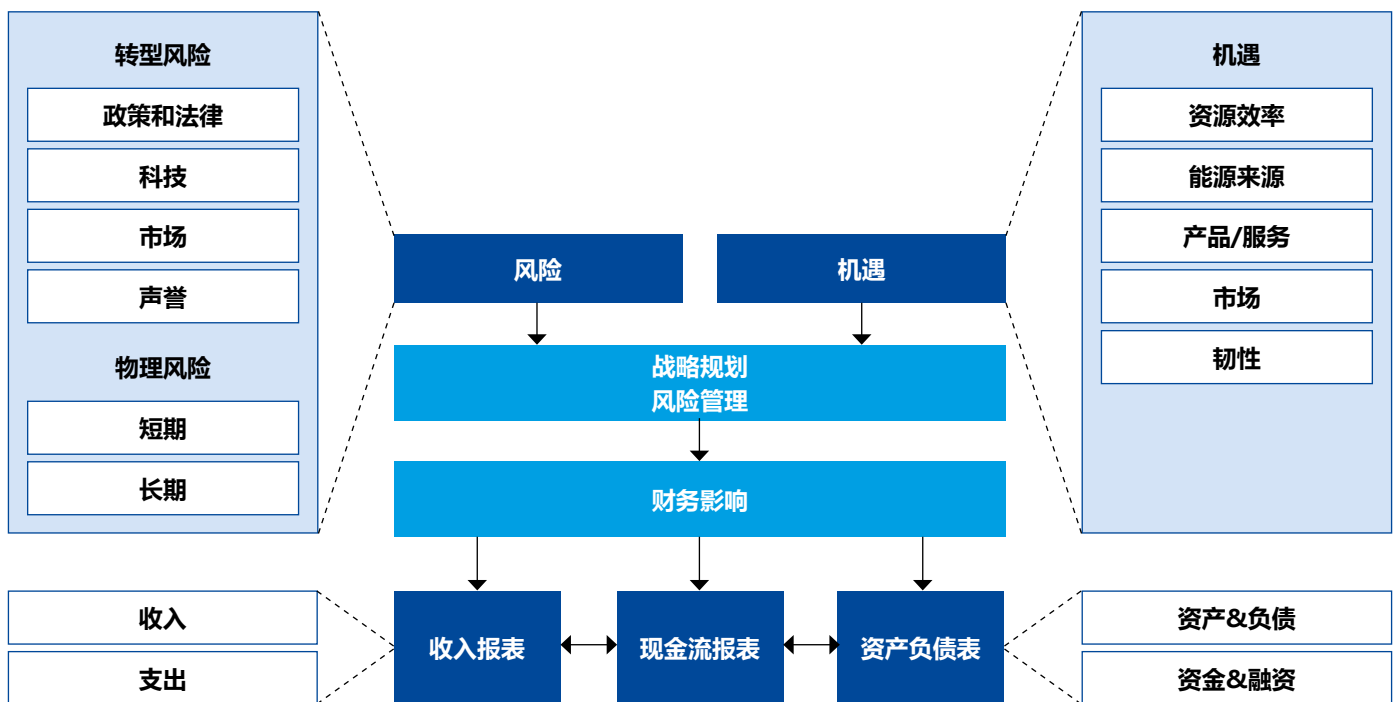 转型风险
政策和法律
科技
市场
声誉
物理风险
短期
长期
风险
机遇
战略规划
风险管理
财务影响
机遇
资源效率
能源来源
产品/服务
市场
韧性
收入
支出
收入报表
现金流报表
资产负债表
资产&负债
资金&融资